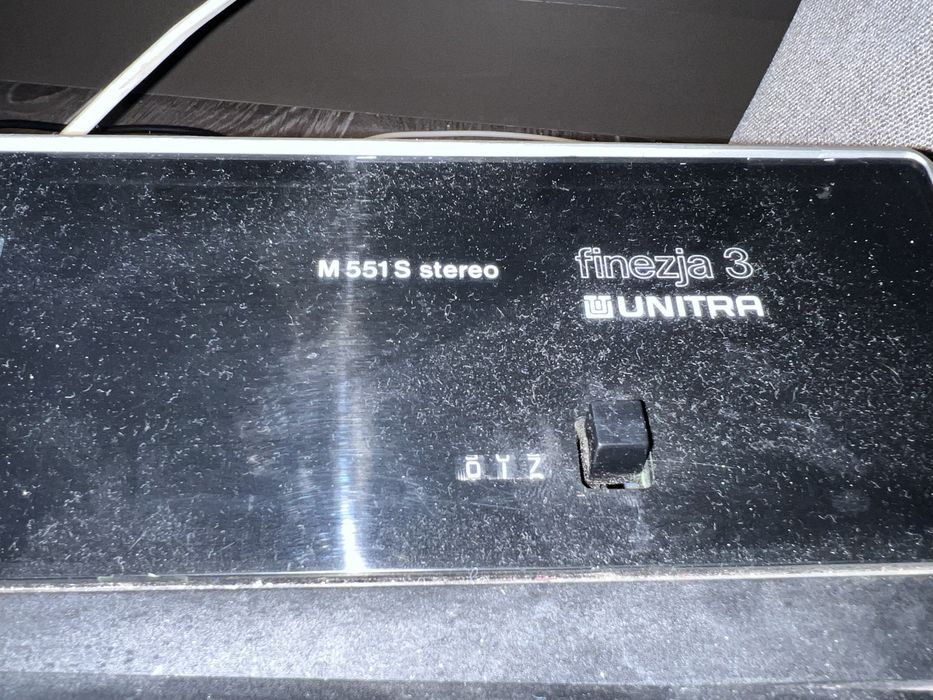 M 551 S stereo
finezja 3
UNITRA